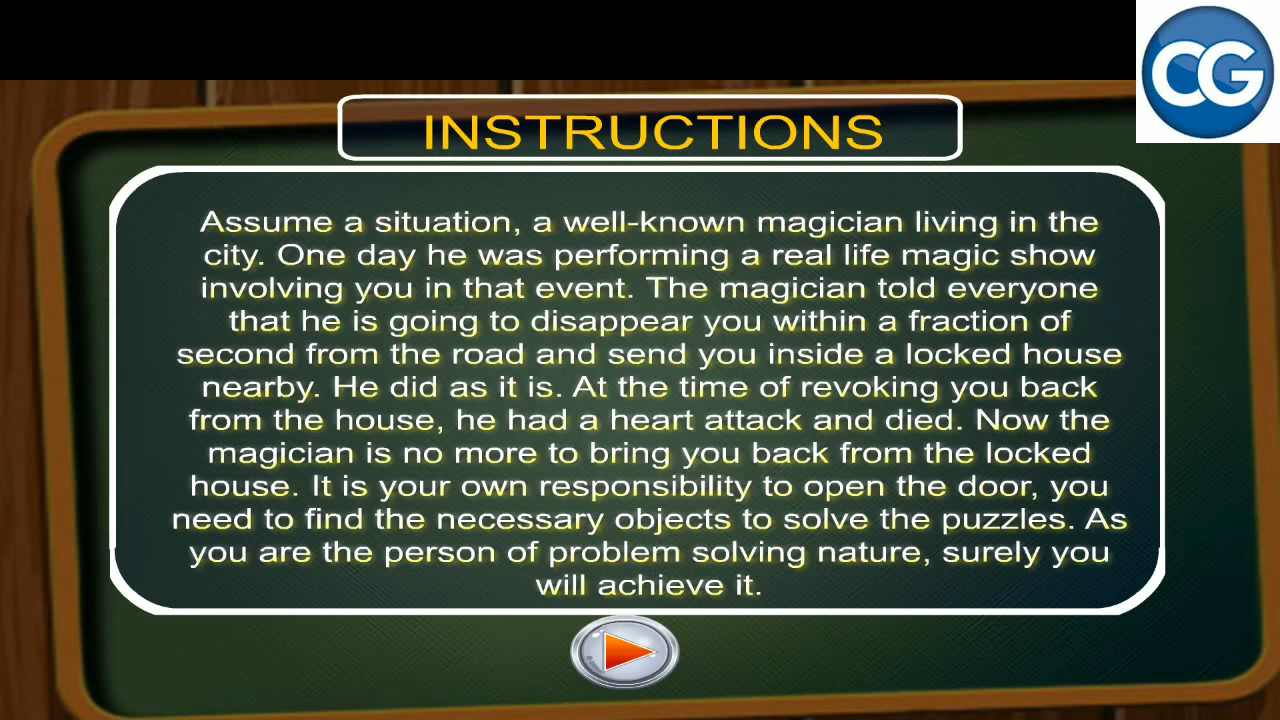 CG
INSTRUCTIONS
Assume a situation, a well-known magician living in the
city. One day he was performing a real life magic show
involving you in that event. The magician told everyone
that he is going to disappear you within a fraction of
second from the road and send you inside a locked house
nearby. He did as it is. At the time of revoking you back
from the house, he had a heart attack and died. Now the
magician is no more to bring you back from the locked
house. It is your own responsibility to open the door, you
need to find the necessary objects to solve the puzzles. As
you are the person of problem solving nature, surely you
will achieve it.